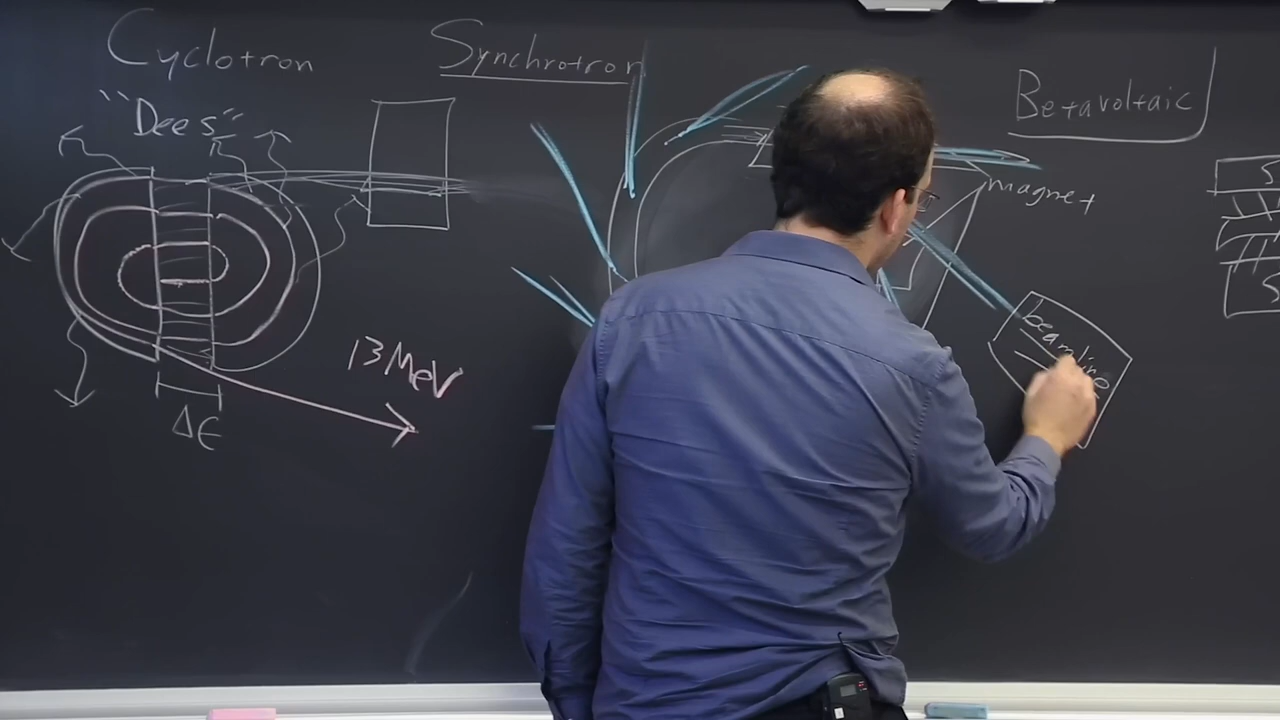 Cyclotron
"Dees"
13 MeV
ΔE
Synchrotron
magnet
beamline
Betavoltaic
S
S